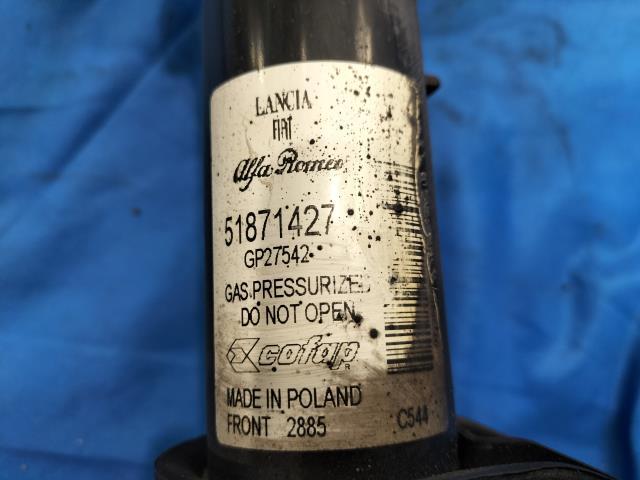 LANCIA
FIAT
Alfa Romeo
51871427
GP27542
GAS PRESSURIZED
DO NOT OPEN
cofap
R
MADE IN POLAND
FRONT 2885
C544